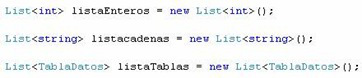 List<int> listaEnteros = new List<int>();
List<string> listacadenas = new List<string>();
List<TablaDatos> listaTablas = new List<TablaDatos>();